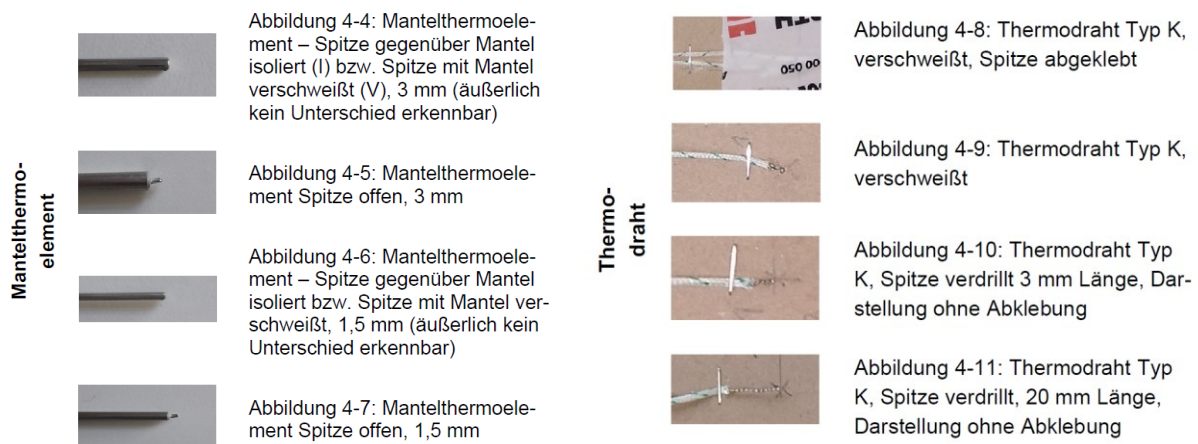 Mantelthermo-
element
Abbildung 4-4: Mantelthermoele-
ment – Spitze gegenüber Mantel
isoliert (I) bzw. Spitze mit Mantel
verschweißt (V), 3 mm (äußerlich
kein Unterschied erkennbar)
Abbildung 4-5: Mantelthermoele-
ment Spitze offen, 3 mm
Abbildung 4-6: Mantelthermoele-
ment – Spitze gegenüber Mantel
isoliert bzw. Spitze mit Mantel ver-
schweißt, 1,5 mm (äußerlich kein
Unterschied erkennbar)
Abbildung 4-7: Mantelthermoele-
ment Spitze offen, 1,5 mm
Thermo-
draht
Abbildung 4-8: Thermodraht Typ K,
verschweißt, Spitze abgeklebt
Abbildung 4-9: Thermodraht Typ K,
verschweißt
Abbildung 4-10: Thermodraht Typ
K, Spitze verdrillt 3 mm Länge, Dar-
stellung ohne Abklebung
Abbildung 4-11: Thermodraht Typ
K, Spitze verdrillt, 20 mm Länge,
Darstellung ohne Abklebung